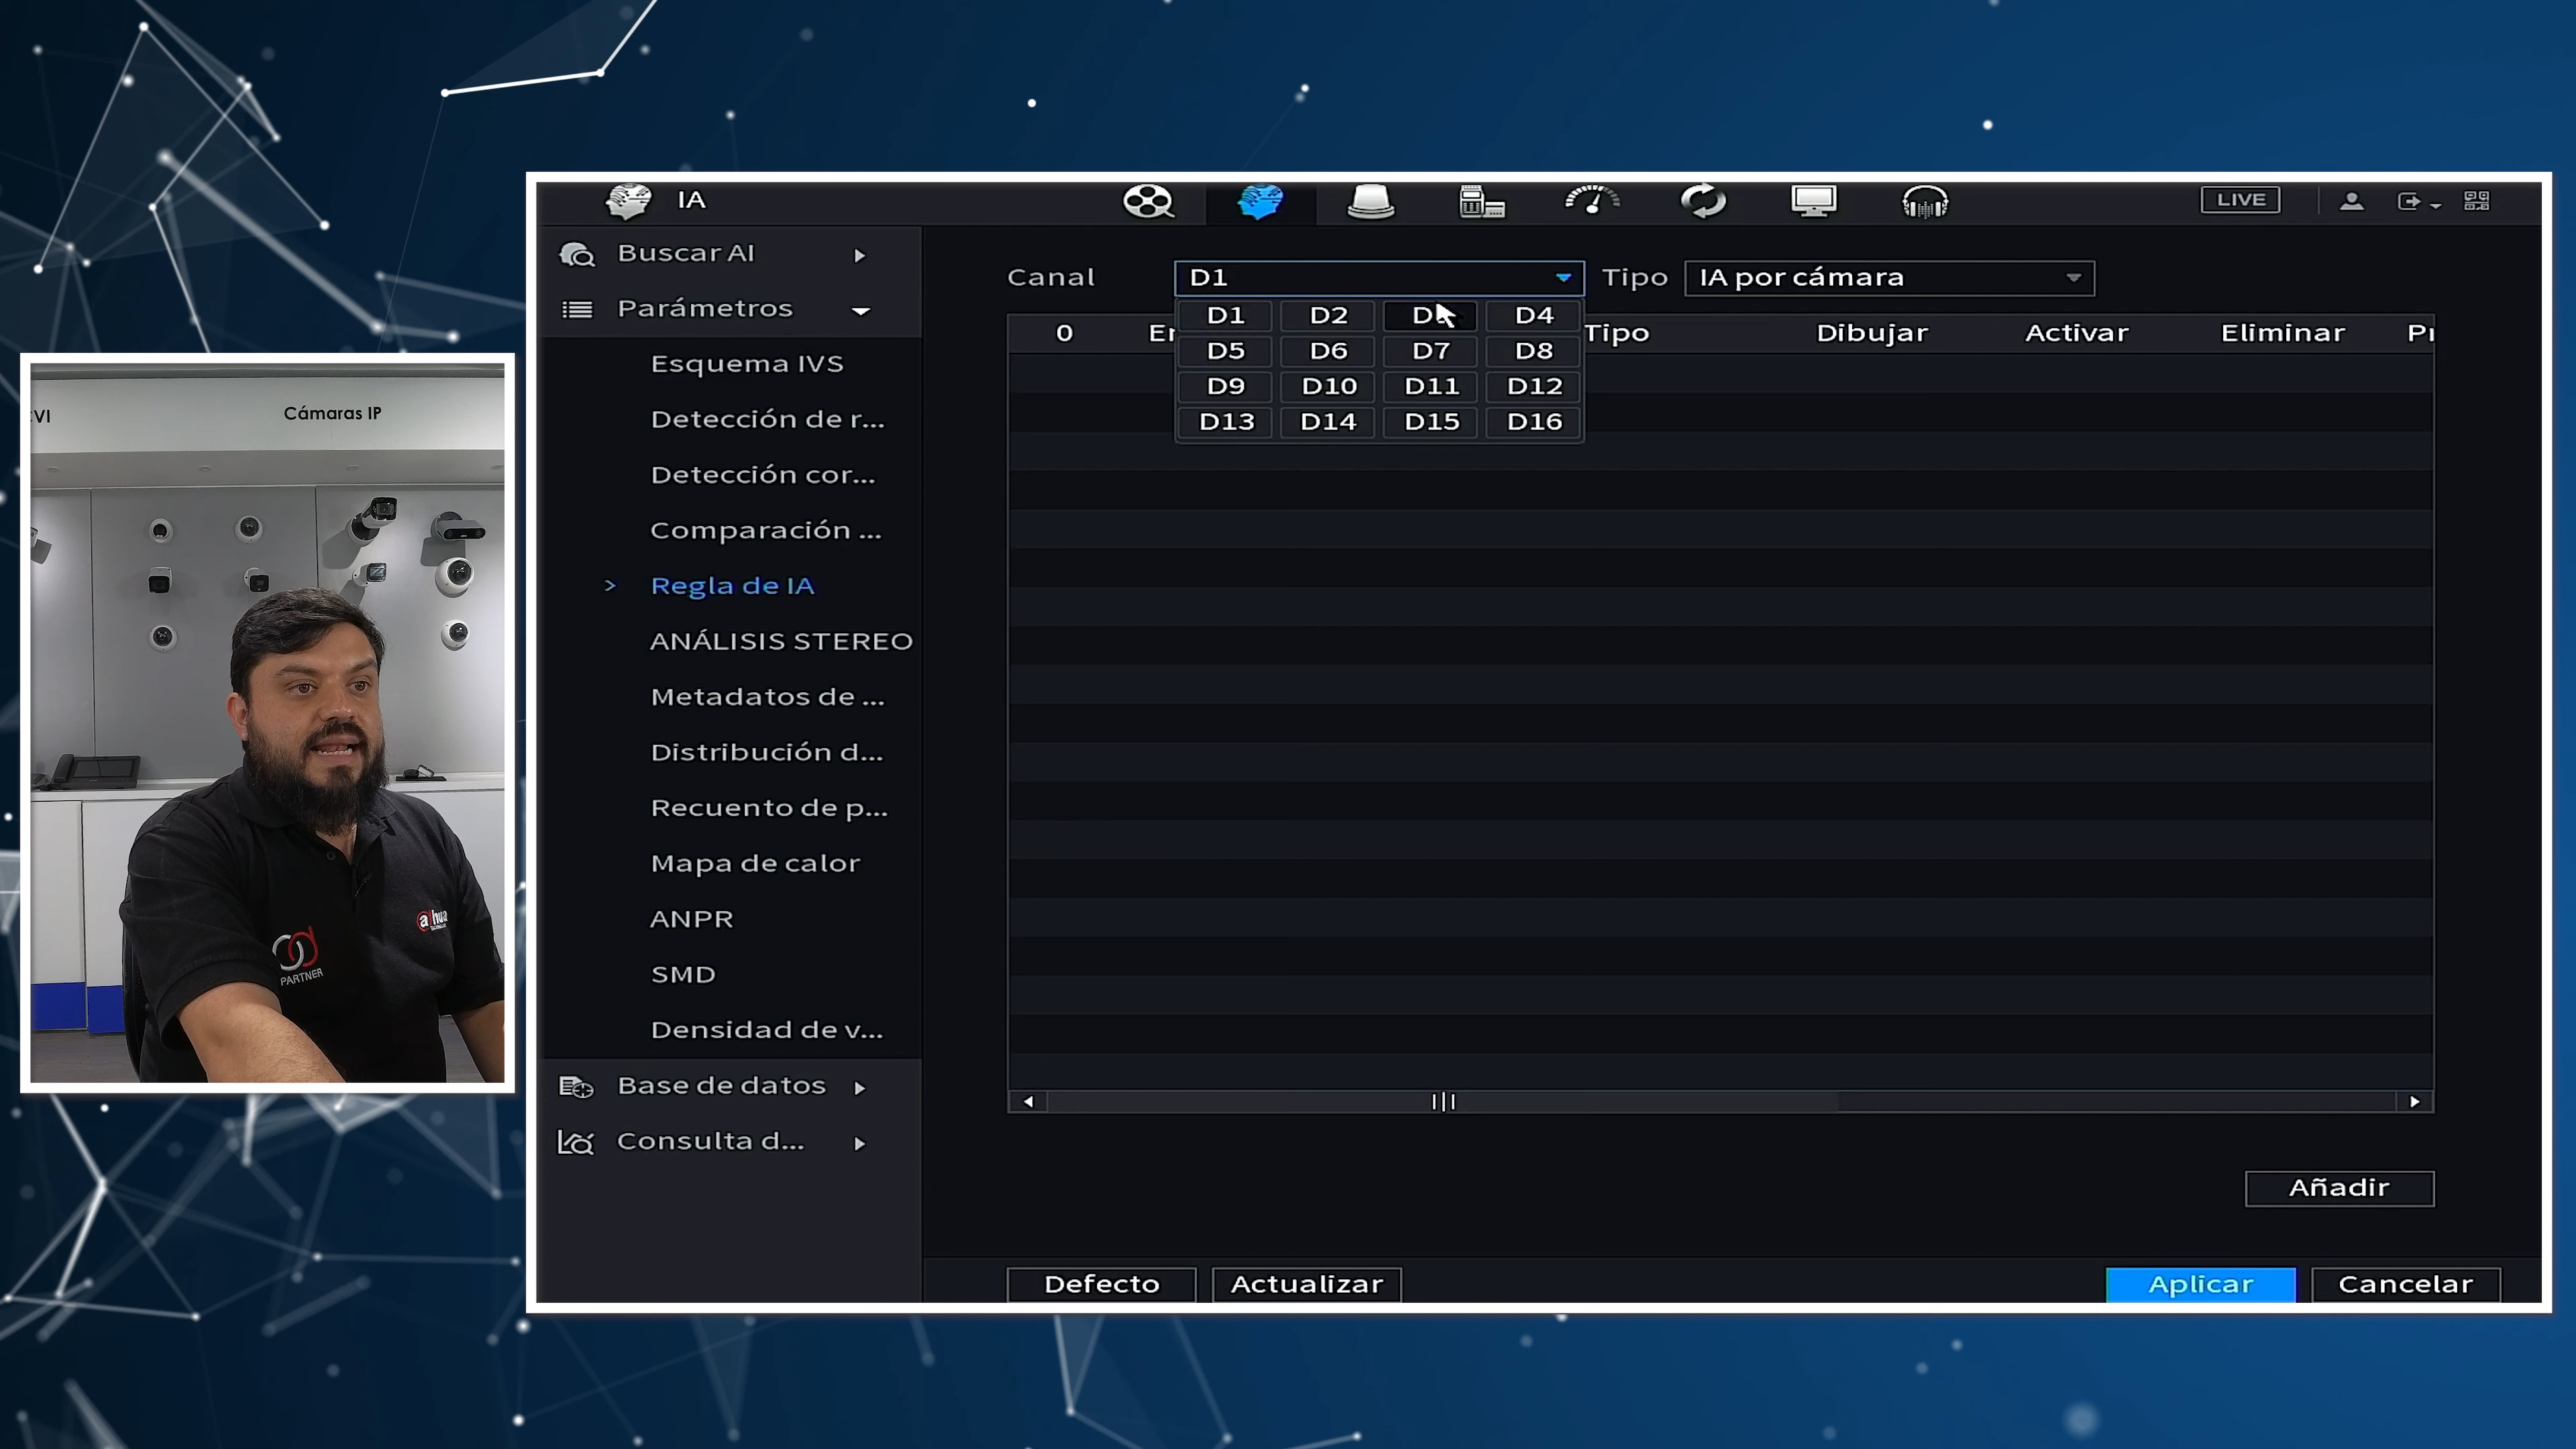 IA
LIVE
Buscar AI
Parámetros
Esquema IVS
Detección de r...
Detección cor...
Comparación ...
Regla de IA
ANÁLISIS STEREO
Metadatos de ...
Distribución d...
Recuento de p...
Mapa de calor
ANPR
SMD
Densidad de v...
Base de datos
Consulta d...
Canal D1 Tipo IA por cámara
D1 D2 D4
D5 D6 D7 D8
D9 D10 D11 D12
D13 D14 D15 D16
0 Tipo Dibujar Activar Eliminar
Añadir
Defecto Actualizar Aplicar Cancelar
Cámaras IP
PARTNER